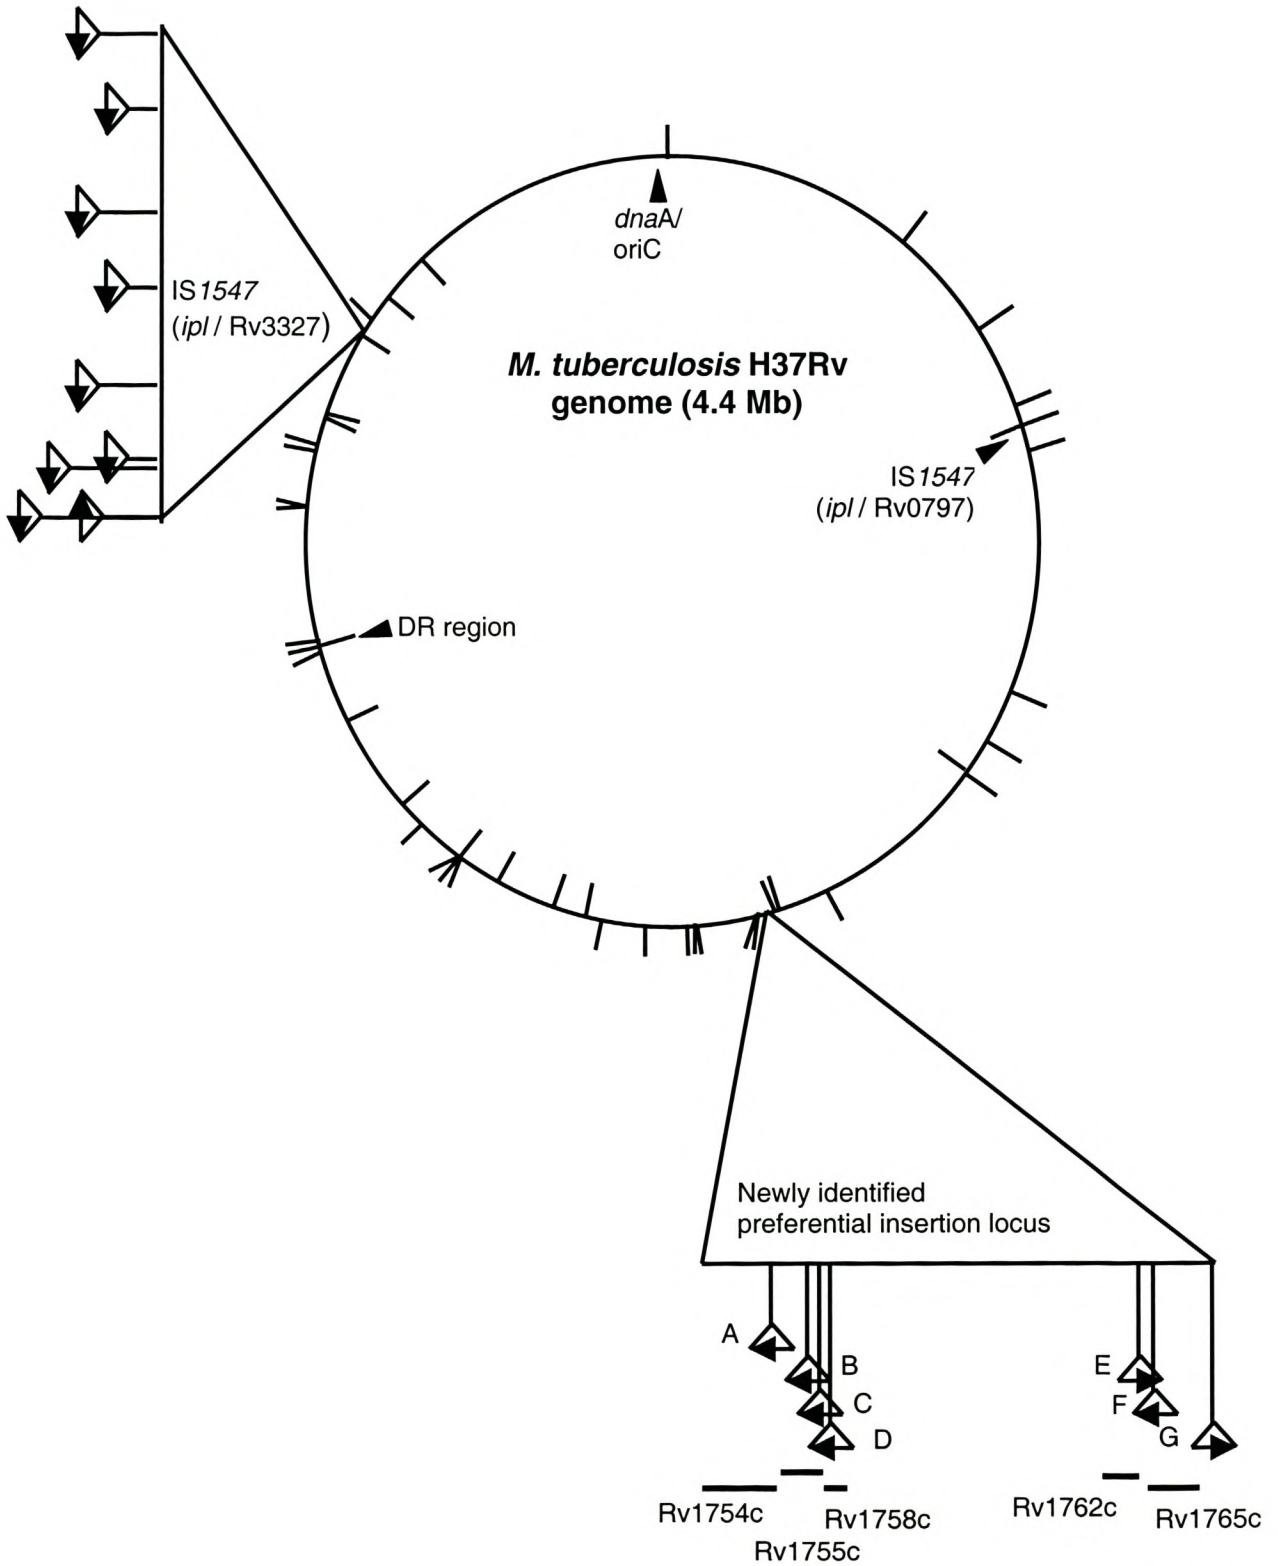 dnaA/
oriC
IS1547
(ipl / Rv3327)
M. tuberculosis H37Rv
genome (4.4 Mb)
IS1547
(ipl / Rv0797)
DR region
Newly identified
preferential insertion locus
A
B
E
C
F
D
G
Rv1754c
Rv1758c
Rv1762c
Rv1765c
Rv1755c